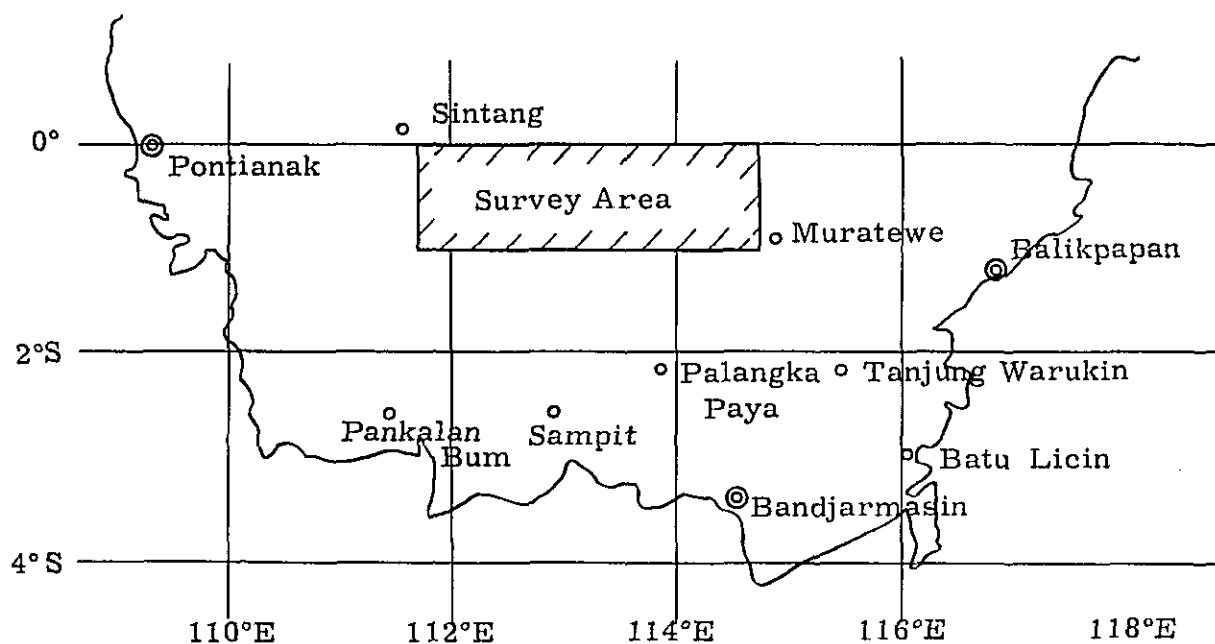 Sintang
0°
Pontianak
Survey Area
Muratewe
Balikpapan
2°S
Palangka
Paya
Tanjung Warukin
Pankalan
Bum
Sampit
Batu Licin
Bandjarmasin
4°S
110°E
112°E
114°E
116°E
118°E